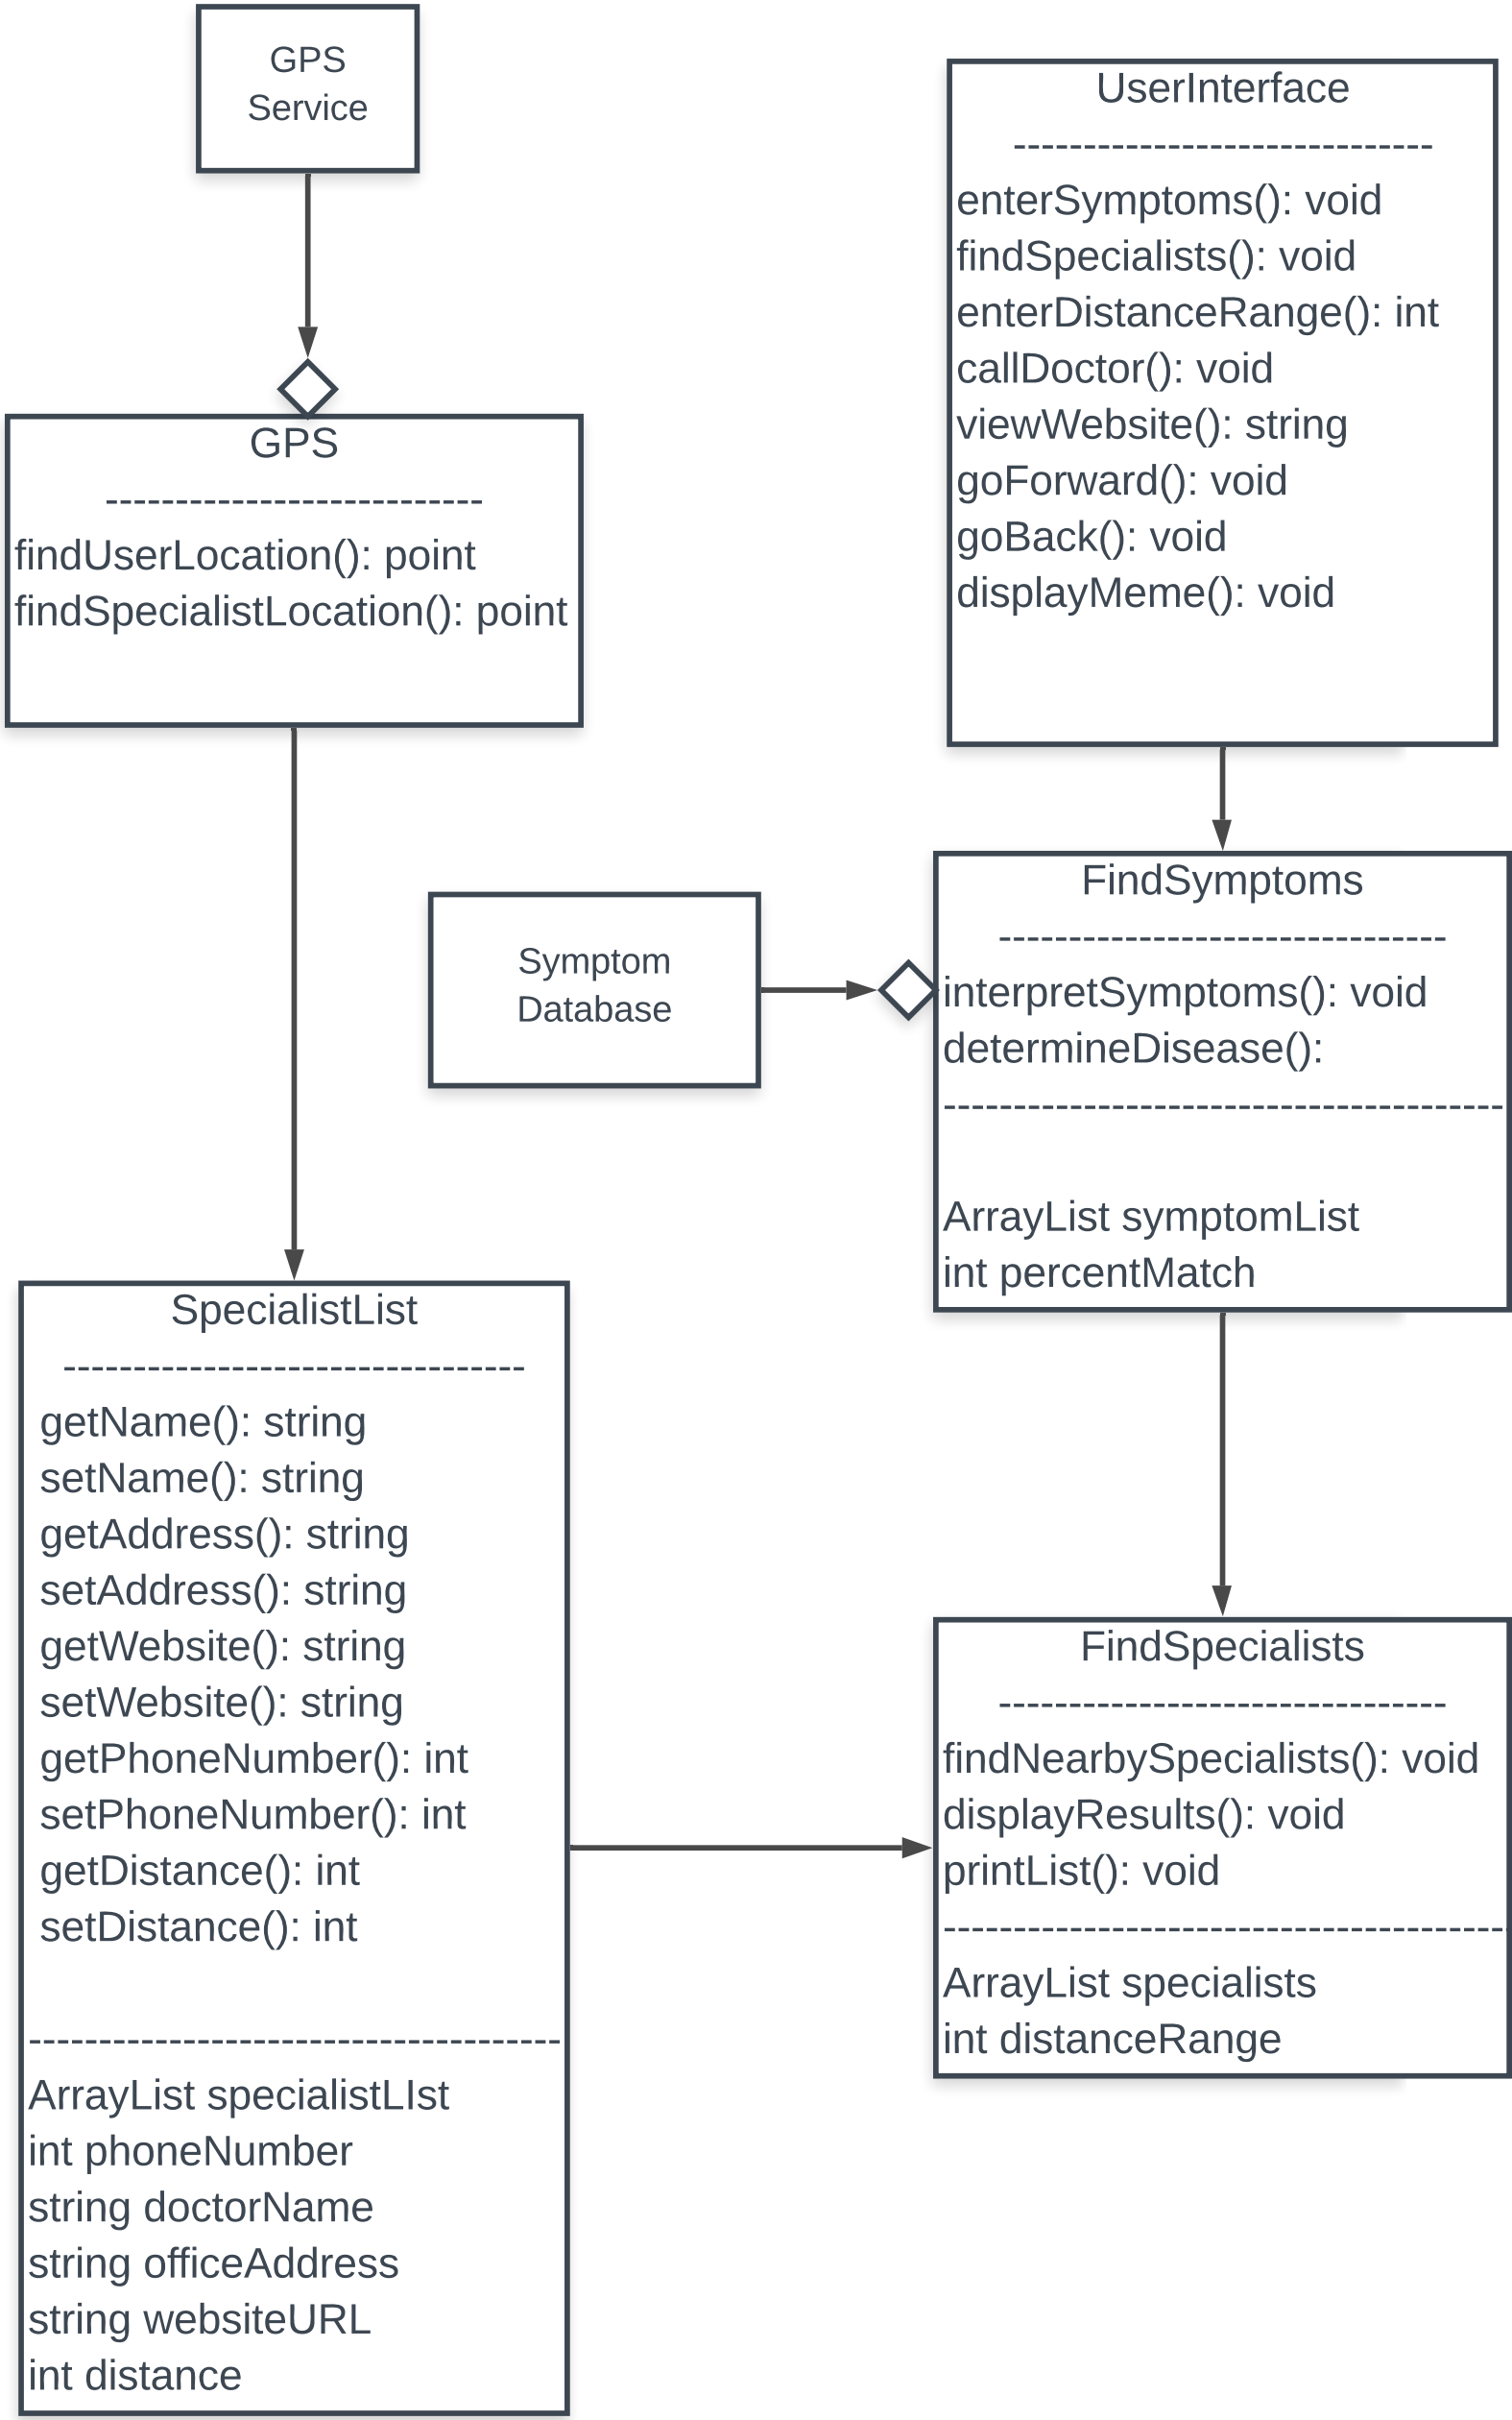 GPS
Service
UserInterface
------------------------------
enterSymptoms(): void
findSpecialists(): void
enterDistanceRange(): int
callDoctor(): void
viewWebsite(): string
goForward(): void
goBack(): void
displayMeme(): void
GPS
---------------------------
findUserLocation(): point
findSpecialistLocation(): point
Symptom
Database
FindSymptoms
--------------------------------
interpretSymptoms(): void
determineDisease():
----------------------------------------
ArrayList symptomList
int percentMatch
SpecialistList
---------------------------------
getName(): string
setName(): string
getAddress(): string
setAddress(): string
getWebsite(): string
setWebsite(): string
getPhoneNumber(): int
setPhoneNumber(): int
getDistance(): int
setDistance(): int
--------------------------------------
ArrayList specialistLIst
int phoneNumber
string doctorName
string officeAddress
string websiteURL
int distance
FindSpecialists
--------------------------------
findNearbySpecialists(): void
displayResults(): void
printList(): void
-----------------------------------------
ArrayList specialists
int distanceRange